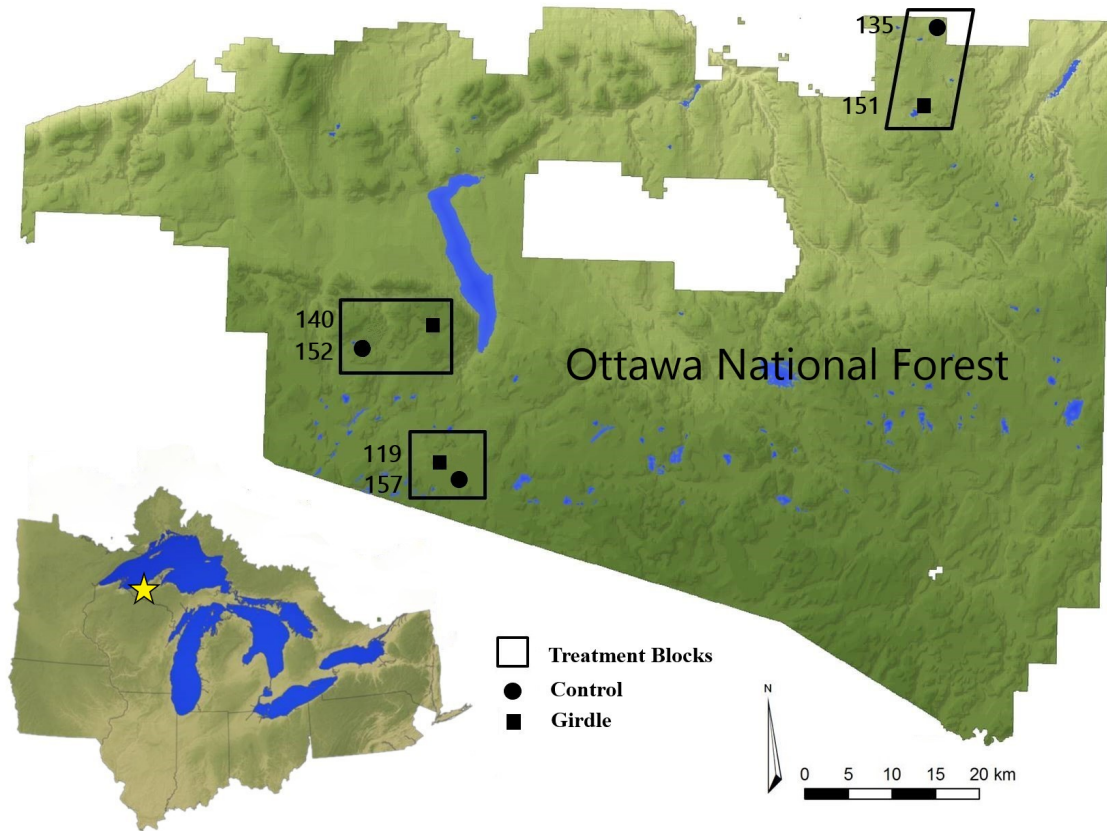 135
151
140
152
Ottawa National Forest
119
157
Treatment Blocks
Control
Girdle
N
0 5 10 15 20 km